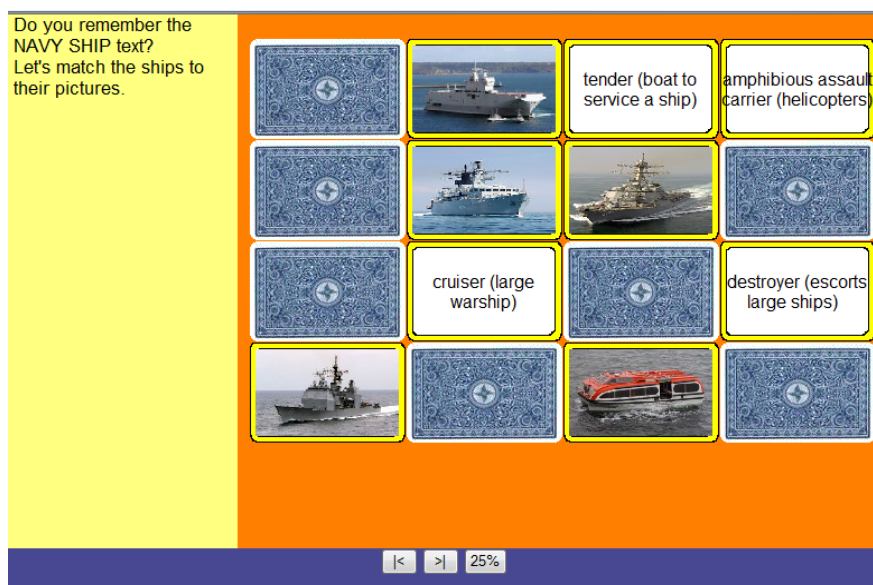 Do you remember the
NAVY SHIP text?
Let's match the ships to
their pictures.
tender (boat to
service a ship)
amphibious assault
carrier (helicopters)
cruiser (large
warship)
destroyer (escorts
large ships)
|<
>|
25%